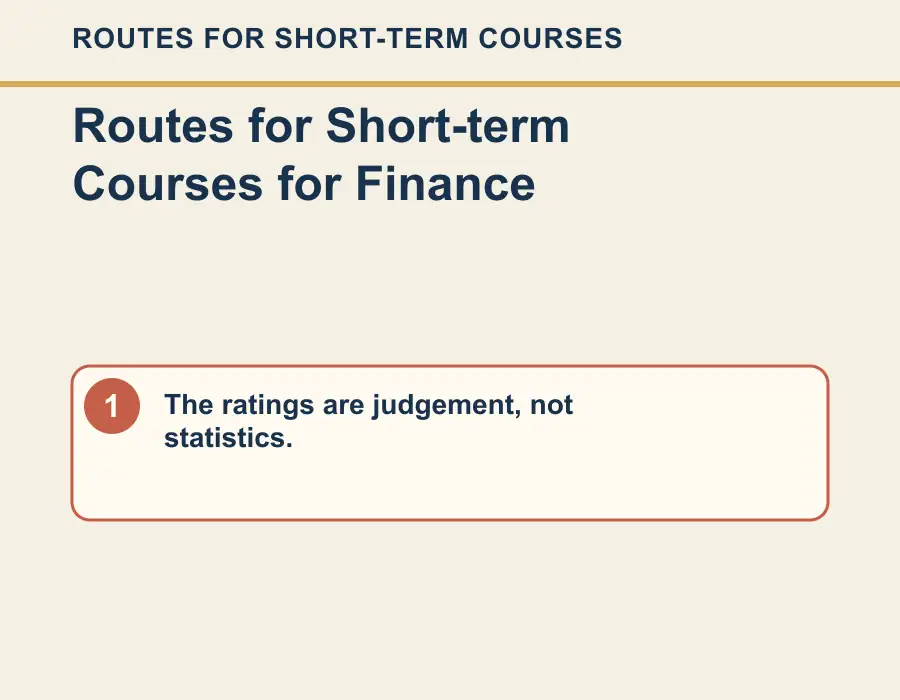 ROUTES FOR SHORT-TERM COURSES
Routes for Short-term
Courses for Finance
1
The ratings are judgement, not
statistics.